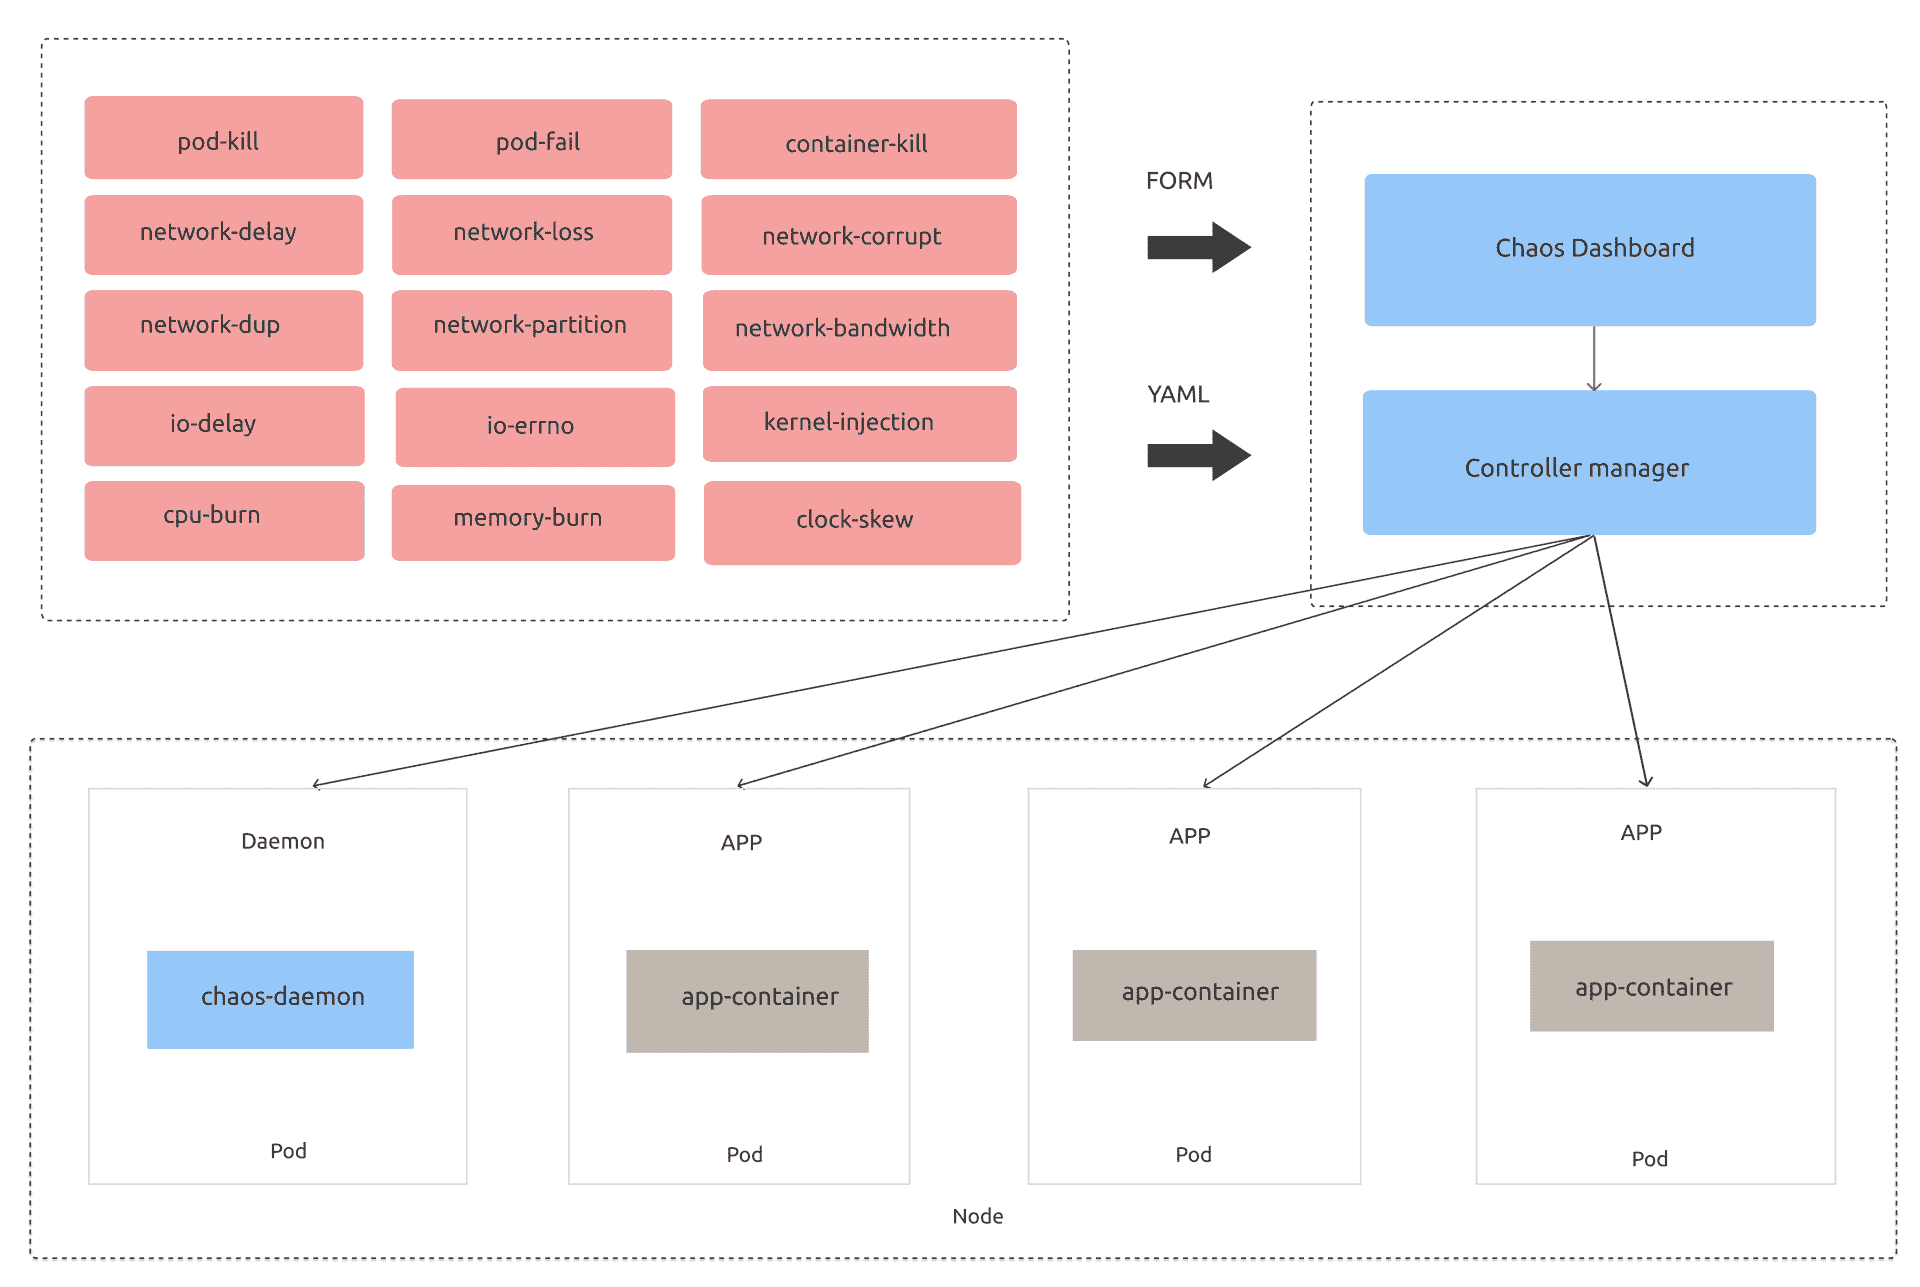 pod-kill
pod-fail
container-kill
network-delay
network-loss
network-corrupt
network-dup
network-partition
network-bandwidth
io-delay
io-errno
kernel-injection
cpu-burn
memory-burn
clock-skew
FORM
YAML
Chaos Dashboard
Controller manager
Daemon
chaos-daemon
Pod
APP
app-container
Pod
APP
app-container
Pod
APP
app-container
Pod
Node